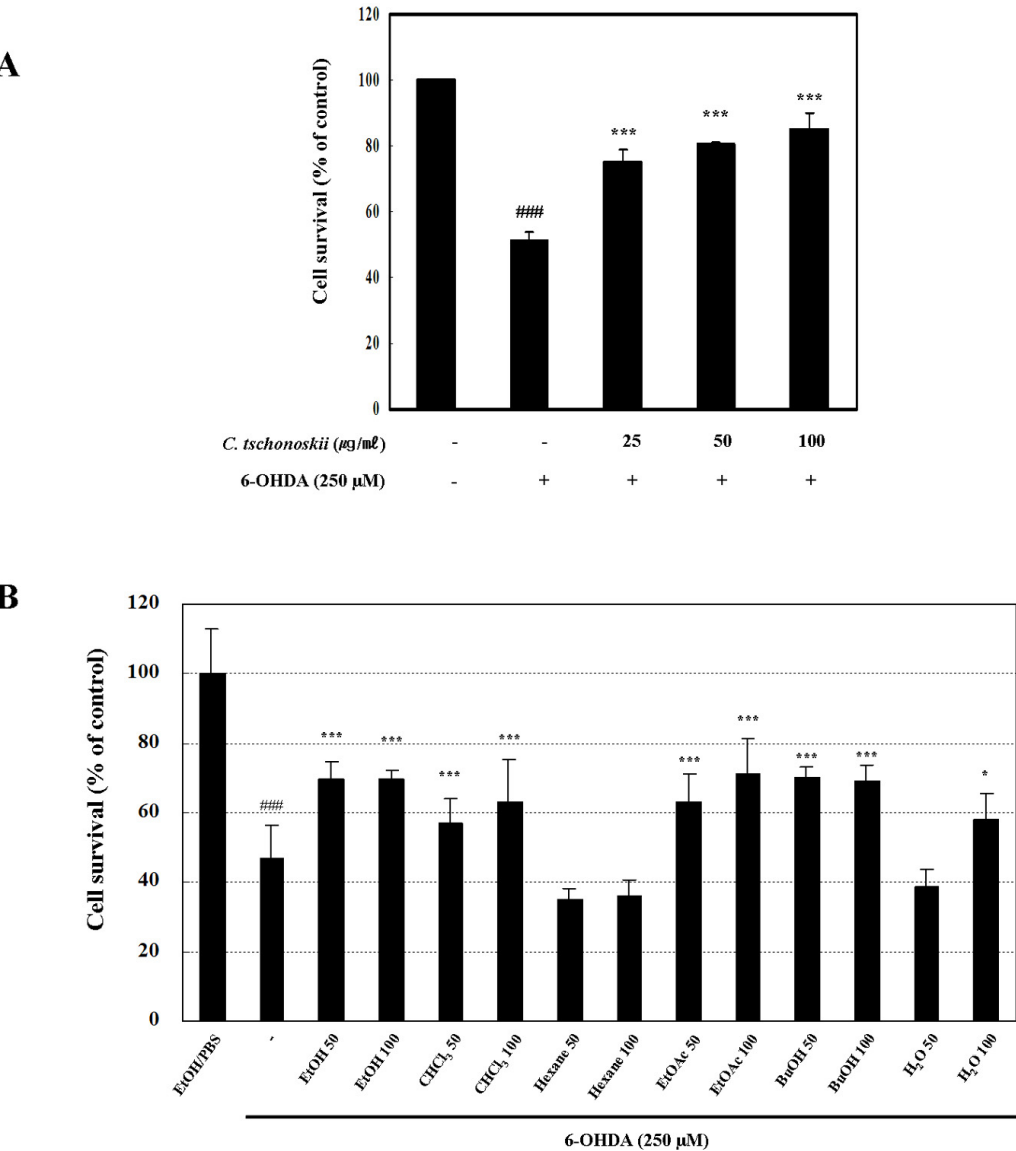 A
Cell survival (% of control)
120
100
80
60
40
20
0
###
***
***
***
C. tschonoskii (μg/㎖) - - 25 50 100
6-OHDA (250 μM) - + + + +
B
Cell survival (% of control)
120
100
80
60
40
20
0
###
***
***
***
***
***
***
***
***
*
EtOH/PBS
-
EtOH 50
EtOH 100
CHCl₃ 50
CHCl₃ 100
Hexane 50
Hexane 100
EtOAc 50
EtOAc 100
BuOH 50
BuOH 100
H₂O 50
H₂O 100
6-OHDA (250 μM)